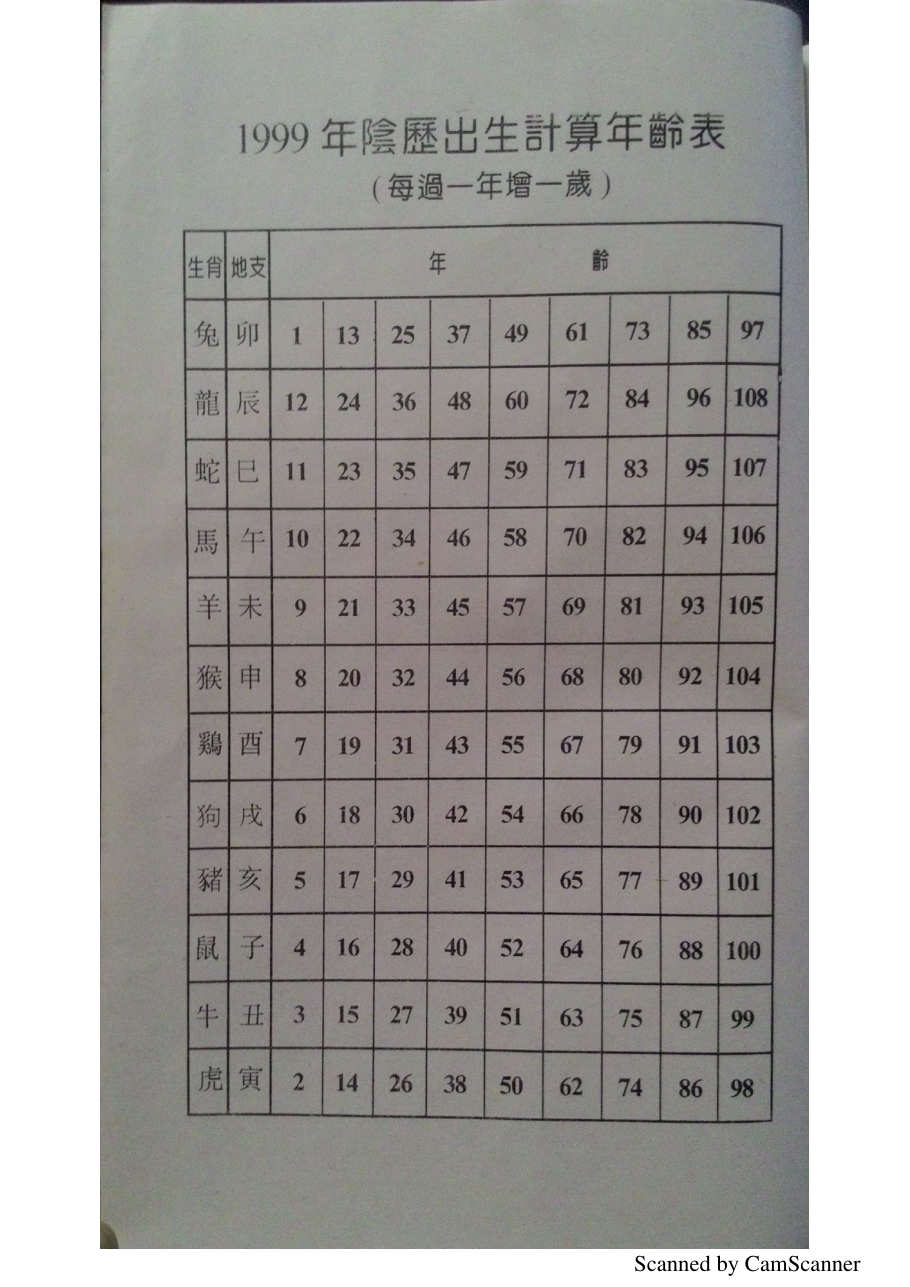 1999 年陰歷出生計算年齡表
(每過一年增一歲)
生肖 地支 年 齡
兔 卯 1 13 25 37 49 61 73 85 97
龍 辰 12 24 36 48 60 72 84 96 108
蛇 巳 11 23 35 47 59 71 83 95 107
馬 午 10 22 34 46 58 70 82 94 106
羊 未 9 21 33 45 57 69 81 93 105
猴 申 8 20 32 44 56 68 80 92 104
鷄 酉 7 19 31 43 55 67 79 91 103
狗 戌 6 18 30 42 54 66 78 90 102
豬 亥 5 17 29 41 53 65 77 89 101
鼠 子 4 16 28 40 52 64 76 88 100
牛 丑 3 15 27 39 51 63 75 87 99
虎 寅 2 14 26 38 50 62 74 86 98
Scanned by CamScanner